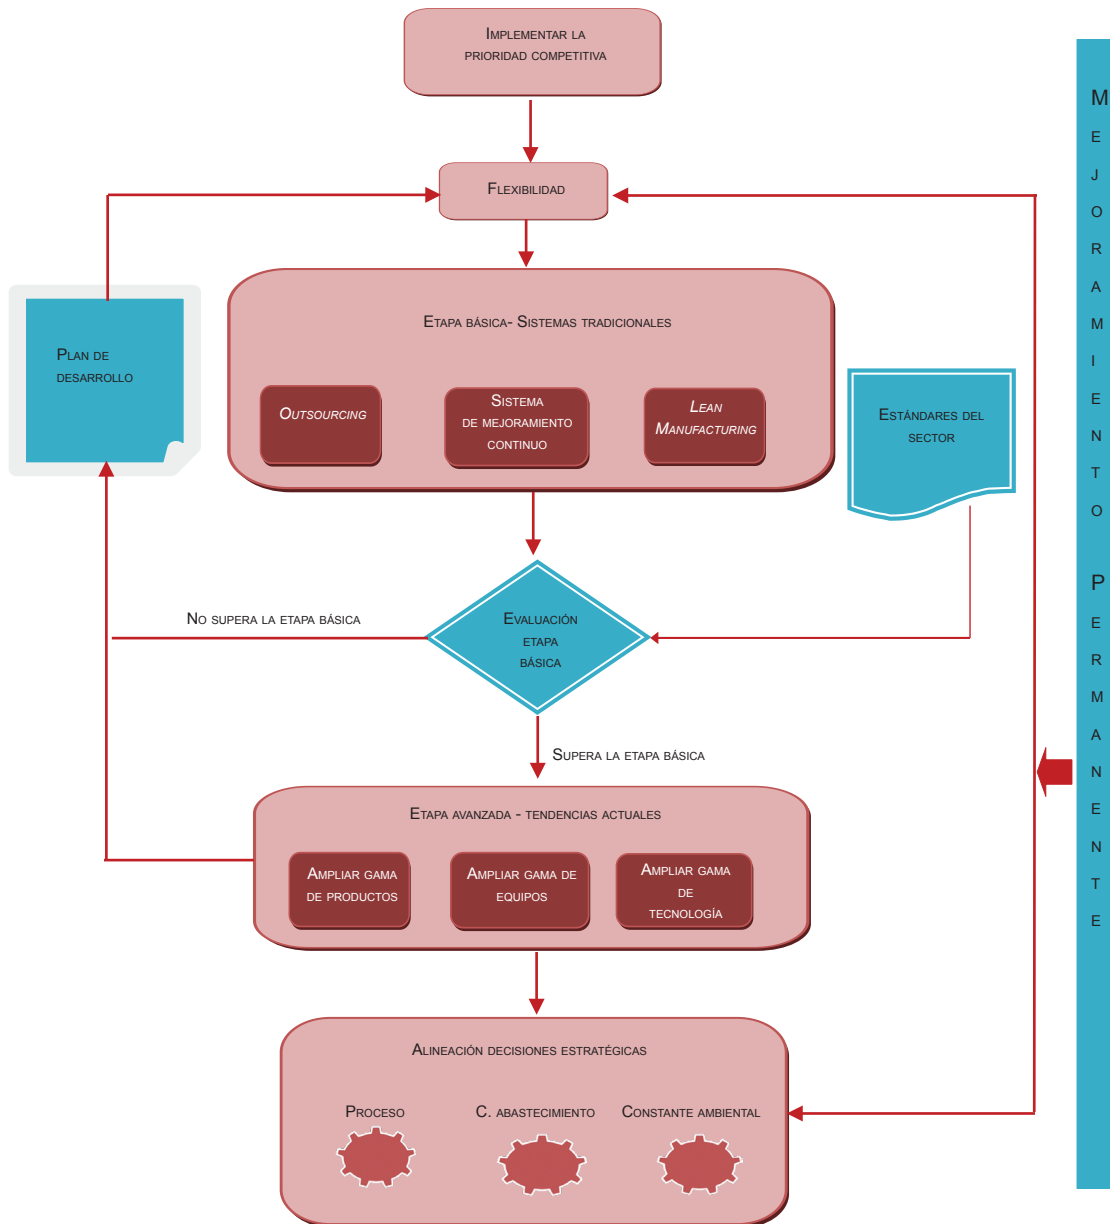 Implementar la
prioridad competitiva
Flexibilidad
Etapa básica- Sistemas tradicionales
Outsourcing
Sistema
de mejoramiento
continuo
Lean
Manufacturing
Plan de
desarrollo
Estándares del
sector
No supera la etapa básica
Evaluación
etapa
básica
Supera la etapa básica
Etapa avanzada - tendencias actuales
Ampliar gama
de productos
Ampliar gama de
equipos
Ampliar gama
de
tecnología
Alineación decisiones estratégicas
Proceso
C. abastecimiento
Constante ambiental
Mejoramiento Permanente